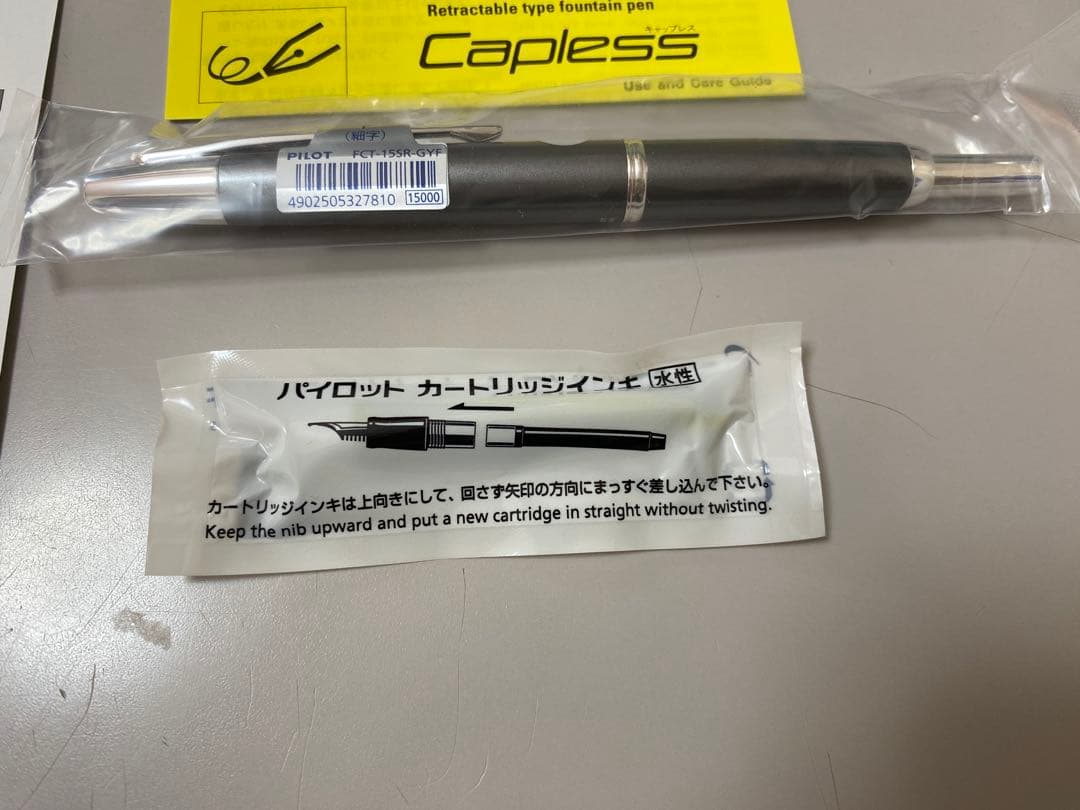 Retractable type fountain pen
キャップレス
Capless
Use and Care Guide
(細字)
PILOT FCT-15SR-GYF
4902505327810 15000
パイロット カートリッジインキ 水性
カートリッジインキは上向きにして、回さず矢印の方向にまっすぐ差し込んで下さい。
Keep the nib upward and put a new cartridge in straight without twisting.